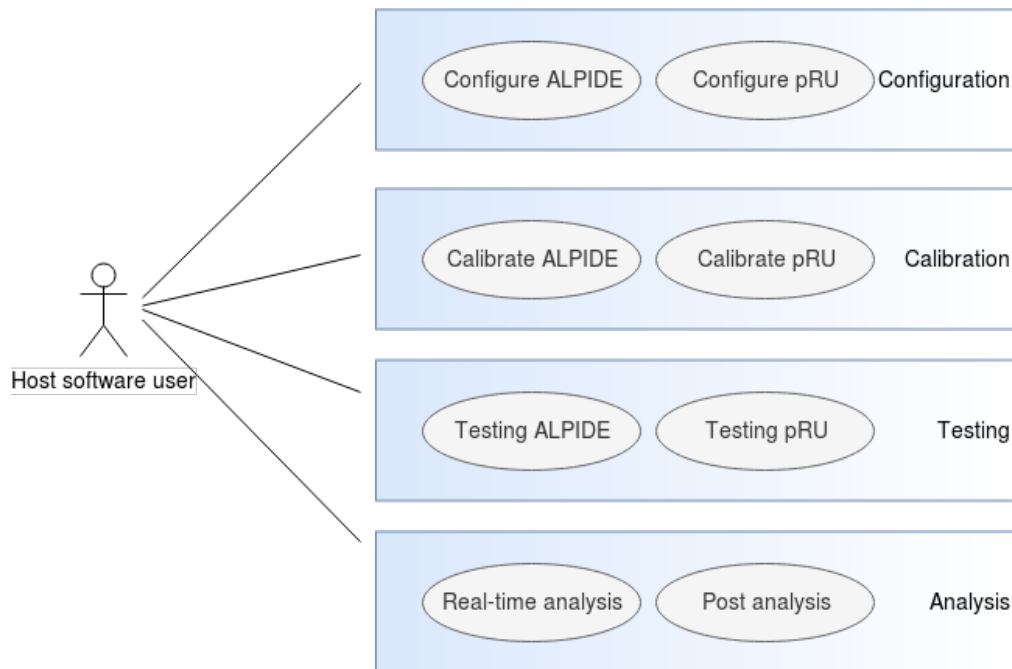 Configure ALPIDE
Configure pRU
Configuration
Calibrate ALPIDE
Calibrate pRU
Calibration
Host software user
Testing ALPIDE
Testing pRU
Testing
Real-time analysis
Post analysis
Analysis